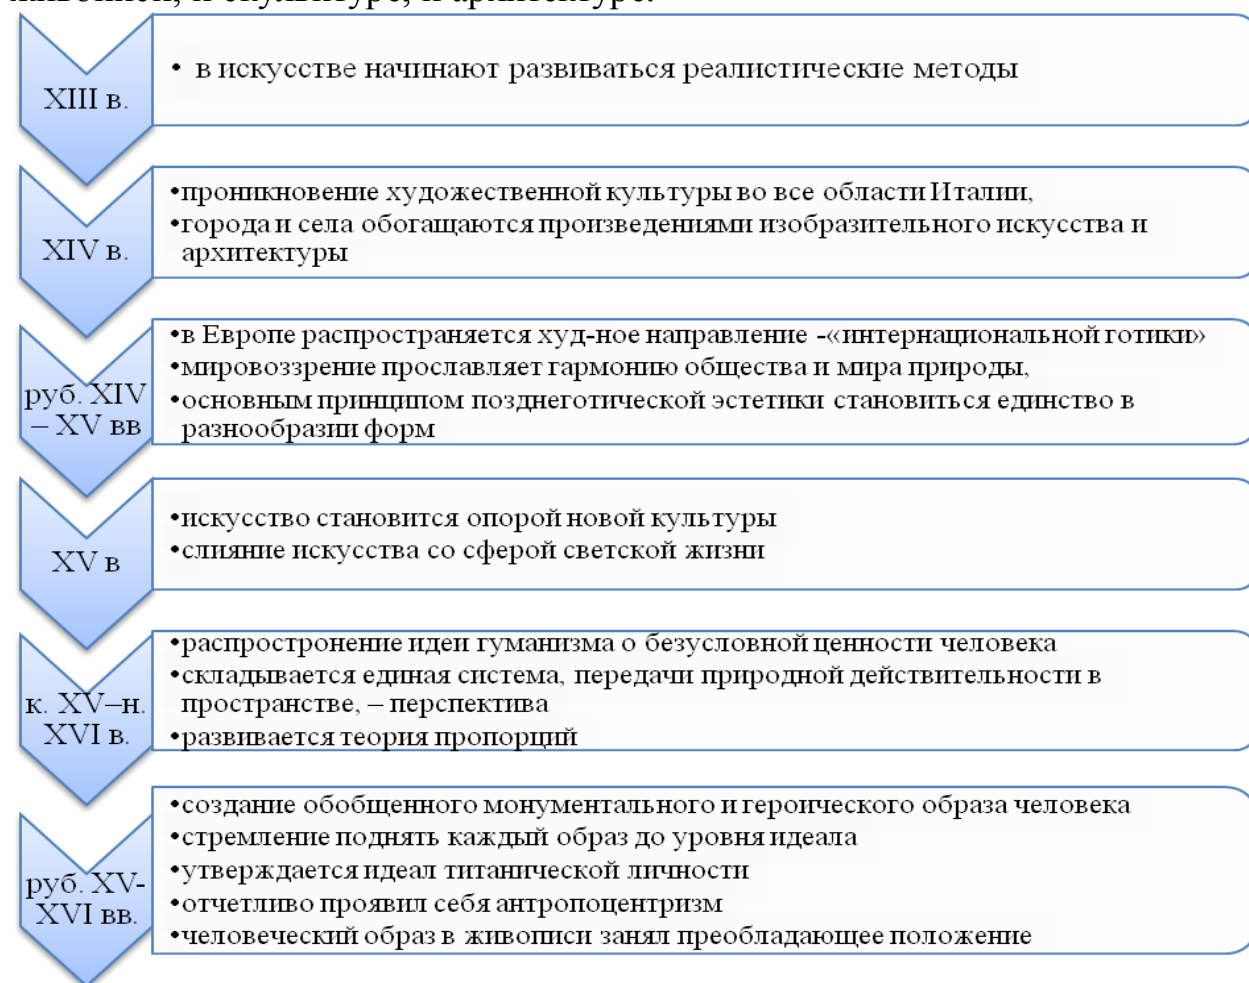 живописи, и скульптуре, и архитектуре.
XIII в.
• в искусстве начинают развиваться реалистические методы
XIV в.
•проникновение художественной культуры во все области Италии,
•города и села обогащаются произведениями изобразительного искусства и
архитектуры
руб. XIV
– XV вв
•в Европе распространяется худ-ное направление -«интернациональной готики»
•мировоззрение прославляет гармонию общества и мира природы,
•основным принципом позднеготической эстетики становиться единство в
разнообразии форм
XV в
•искусство становится опорой новой культуры
•слияние искусства со сферой светской жизни
к. XV–н.
XVI в.
•распростронение идеи гуманизма о безусловной ценности человека
•складывается единая система, передачи природной действительности в
пространстве, – перспектива
•развивается теория пропорций
руб. XV-
XVI вв.
•создание обобщенного монументального и героического образа человека
•стремление поднять каждый образ до уровня идеала
•утверждается идеал титанической личности
•отчетливо проявил себя антропоцентризм
•человеческий образ в живописи занял преобладающее положение